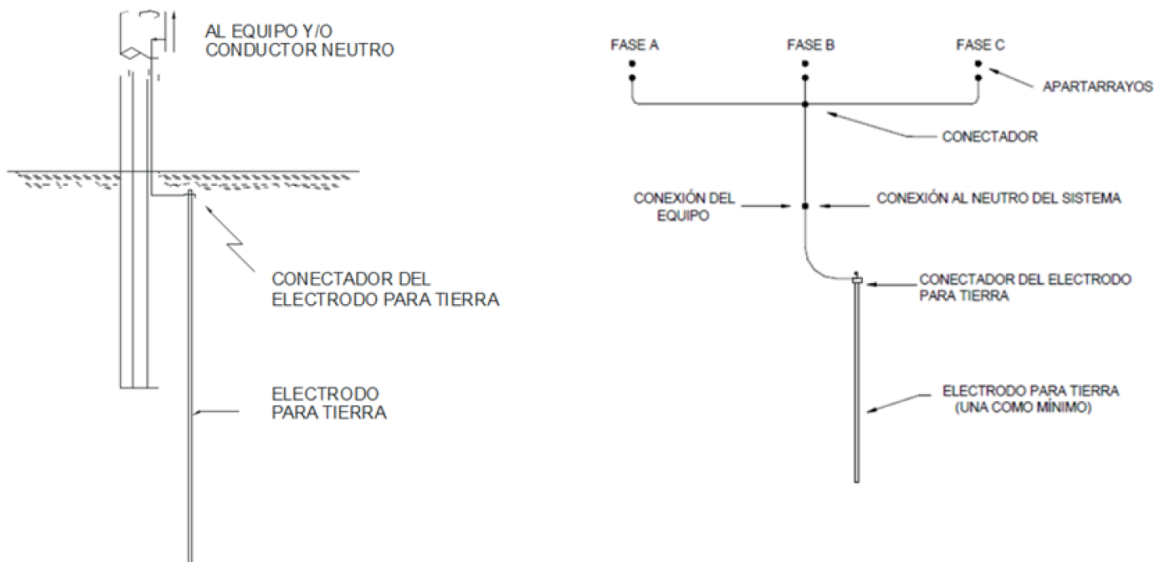 AL EQUIPO Y/O
CONDUCTOR NEUTRO
CONECTADOR DEL
ELECTRODO PARA TIERRA
ELECTRODO
PARA TIERRA
FASE A
FASE B
FASE C
APARTARRAYOS
CONECTADOR
CONEXIÓN DEL
EQUIPO
CONEXIÓN AL NEUTRO DEL SISTEMA
CONECTADOR DEL ELECTRODO
PARA TIERRA
ELECTRODO PARA TIERRA
(UNA COMO MÍNIMO)